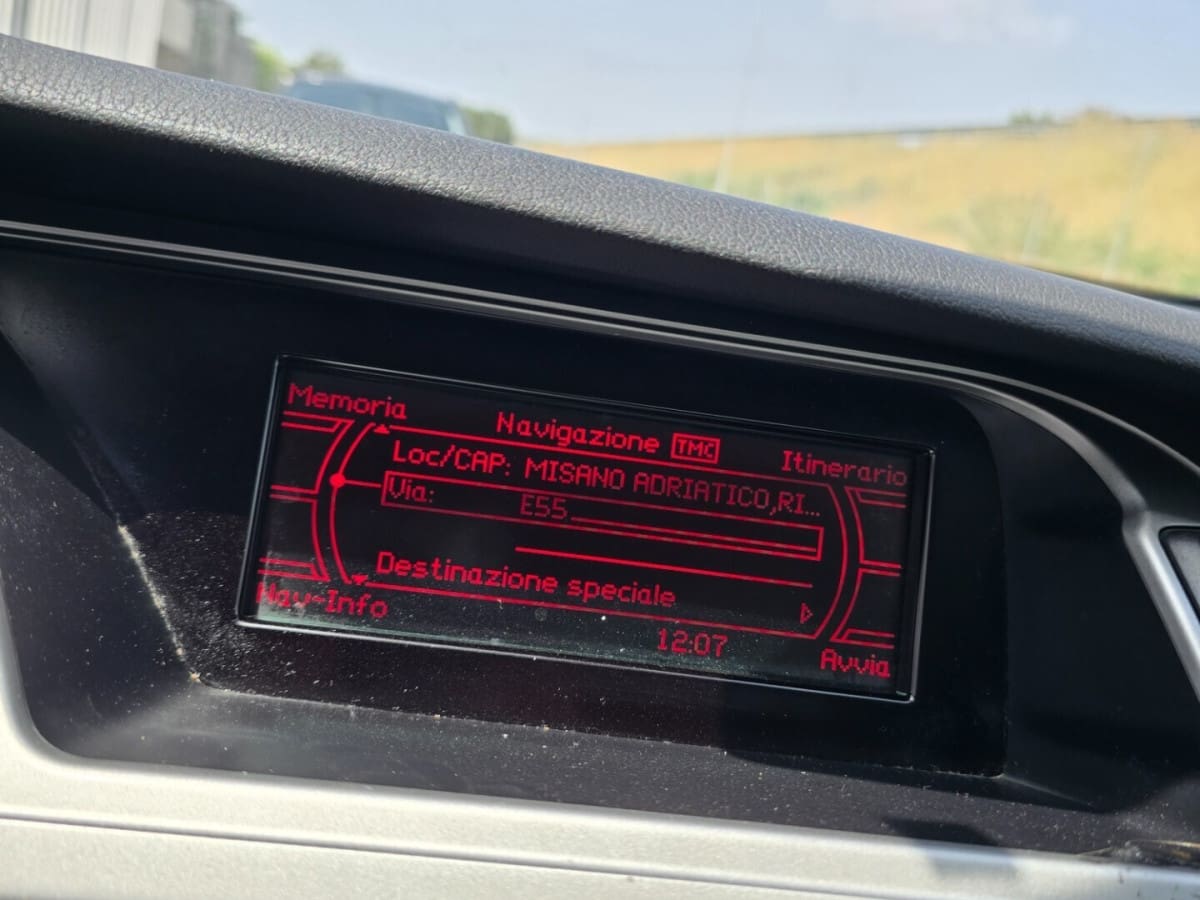 Memoria
Navigazione TMC
Itinerario
Loc/CAP: MISANO ADRIATICO,RI...
Via: E55
Destinazione speciale
Nav-Info
12:07
Avvia